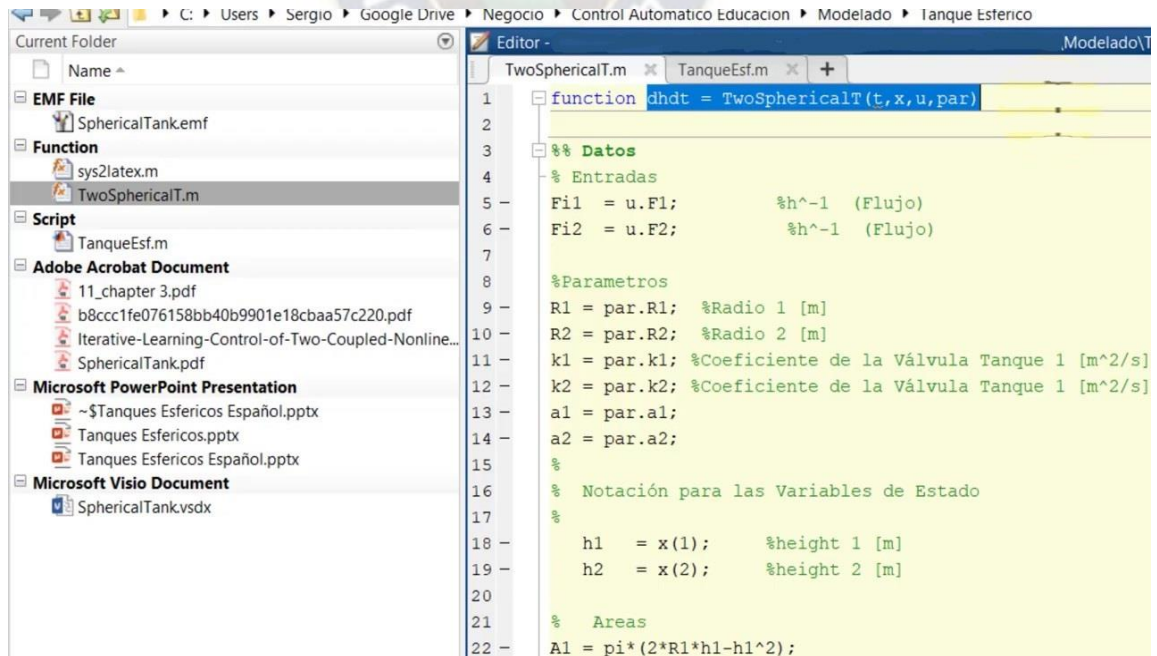 C: Users Sergio Google Drive Negocio Control Automatico Educacion Modelado Tanque Esferico
Current Folder
Name
EMF File
SphericalTank.emf
Function
sys2latex.m
TwoSphericalT.m
Script
TanqueEsf.m
Adobe Acrobat Document
11_chapter 3.pdf
b8ccc1fe076158bb40b9901e18cbaa57c220.pdf
Iterative-Learning-Control-of-Two-Coupled-Nonline...
SphericalTank.pdf
Microsoft PowerPoint Presentation
~$Tanques Esfericos Español.pptx
Tanques Esfericos.pptx
Tanques Esfericos Español.pptx
Microsoft Visio Document
SphericalTank.vsdx
Editor - .Modelado\T
TwoSphericalT.m TanqueEsf.m +
1 function dhdt = TwoSphericalT(t,x,u,par)
2
3 %% Datos
4 % Entradas
5 - Fi1 = u.F1; %h^-1 (Flujo)
6 - Fi2 = u.F2; %h^-1 (Flujo)
7
8 %Parametros
9 - R1 = par.R1; %Radio 1 [m]
10 - R2 = par.R2; %Radio 2 [m]
11 - k1 = par.k1; %Coeficiente de la Válvula Tanque 1 [m^2/s]
12 - k2 = par.k2; %Coeficiente de la Válvula Tanque 1 [m^2/s]
13 - a1 = par.a1;
14 - a2 = par.a2;
15 %
16 % Notación para las Variables de Estado
17 %
18 - h1 = x(1); %height 1 [m]
19 - h2 = x(2); %height 2 [m]
20
21 % Areas
22 - A1 = pi*(2*R1*h1-h1^2);